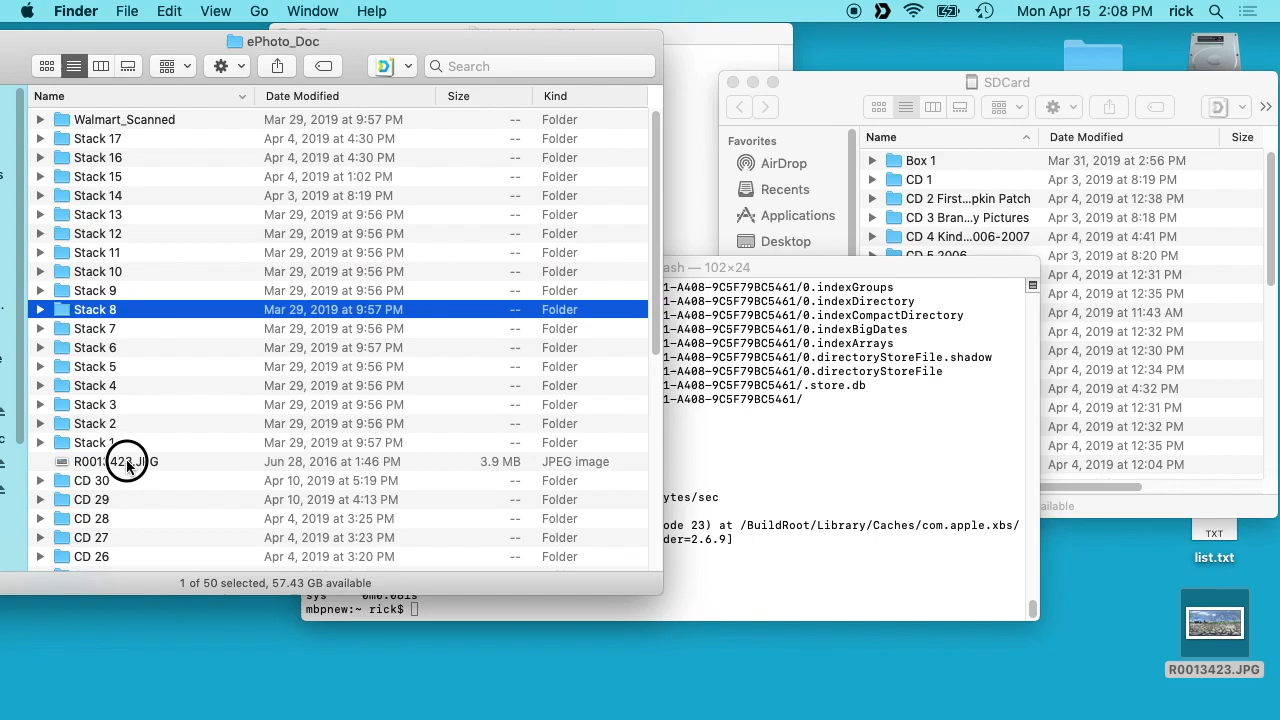 Finder File Edit View Go Window Help Mon Apr 15 2:08 PM rick
ePhoto_Doc
Search
Name Date Modified Size Kind
Walmart_Scanned Mar 29, 2019 at 9:57 PM -- Folder
Stack 17 Apr 4, 2019 at 4:30 PM -- Folder
Stack 16 Apr 4, 2019 at 4:30 PM -- Folder
Stack 15 Apr 4, 2019 at 1:02 PM -- Folder
Stack 14 Apr 3, 2019 at 8:19 PM -- Folder
Stack 13 Mar 29, 2019 at 9:56 PM -- Folder
Stack 12 Mar 29, 2019 at 9:56 PM -- Folder
Stack 11 Mar 29, 2019 at 9:56 PM -- Folder
Stack 10 Mar 29, 2019 at 9:56 PM -- Folder
Stack 9 Mar 29, 2019 at 9:56 PM -- Folder
Stack 8 Mar 29, 2019 at 9:57 PM -- Folder
Stack 7 Mar 29, 2019 at 9:56 PM -- Folder
Stack 6 Mar 29, 2019 at 9:57 PM -- Folder
Stack 5 Mar 29, 2019 at 9:56 PM -- Folder
Stack 4 Mar 29, 2019 at 9:56 PM -- Folder
Stack 3 Mar 29, 2019 at 9:56 PM -- Folder
Stack 2 Mar 29, 2019 at 9:56 PM -- Folder
Stack 1 Mar 29, 2019 at 9:56 PM -- Folder
R0013423.JPG Jun 28, 2016 at 1:46 PM 3.9 MB JPEG image
CD 30 Apr 10, 2019 at 5:19 PM -- Folder
CD 29 Apr 10, 2019 at 4:13 PM -- Folder
CD 28 Apr 4, 2019 at 3:25 PM -- Folder
CD 27 Apr 4, 2019 at 3:23 PM -- Folder
CD 26 Apr 4, 2019 at 3:20 PM -- Folder
1 of 50 selected, 57.43 GB available
SDCard
Favorites
AirDrop
Recents
Applications
Desktop
Name Date Modified Size
Box 1 Mar 31, 2019 at 2:56 PM
CD 1 Apr 3, 2019 at 8:19 PM
CD 2 First...pkin Patch Apr 4, 2019 at 12:38 PM
CD 3 Bran...y Pictures Apr 3, 2019 at 8:18 PM
CD 4 Kind...006-2007 Apr 4, 2019 at 4:41 PM
CD 5 2006 Apr 3, 2019 at 8:20 PM
Apr 4, 2019 at 12:31 PM
Apr 4, 2019 at 12:35 PM
Apr 4, 2019 at 11:43 AM
Apr 4, 2019 at 12:32 PM
Apr 4, 2019 at 12:30 PM
Apr 4, 2019 at 12:34 PM
Apr 4, 2019 at 4:32 PM
Apr 4, 2019 at 12:31 PM
Apr 4, 2019 at 12:32 PM
Apr 4, 2019 at 12:32 PM
Apr 4, 2019 at 12:04 PM
ailable
ash — 102×24
1-A408-9C5F79BC5461/0.indexGroups
1-A408-9C5F79BC5461/0.indexDirectory
1-A408-9C5F79BC5461/0.indexCompactDirectory
1-A408-9C5F79BC5461/0.indexBigDates
1-A408-9C5F79BC5461/0.indexArrays
1-A408-9C5F79BC5461/0.directoryStoreFile.shadow
1-A408-9C5F79BC5461/0.directoryStoreFile
1-A408-9C5F79BC5461/.store.db
1-A408-9C5F79BC5461/
ytes/sec
ode 23) at /BuildRoot/Library/Caches/com.apple.xbs/
der=2.6.9]
sys 0m0.081s
mbpnew:~ rick$
TXT
list.txt
R0013423.JPG